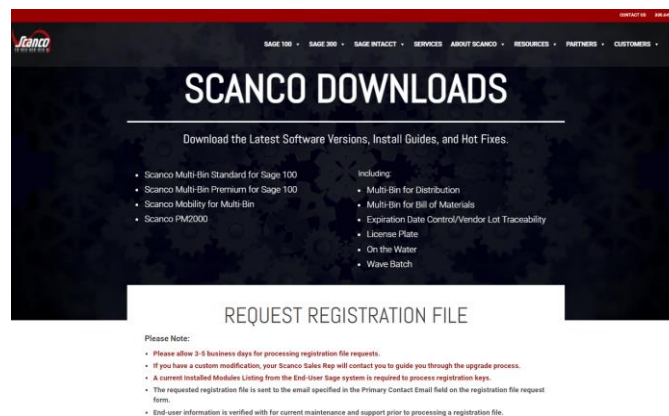 CONTACT US
Scanco
SAGE 100 SAGE 300 SAGE INTACCT SERVICES ABOUT SCANCO RESOURCES PARTNERS CUSTOMERS
SCANCO DOWNLOADS
Download the Latest Software Versions, Install Guides, and Hot Fixes.
• Scanco Multi-Bin Standard for Sage 100
• Scanco Multi-Bin Premium for Sage 100
• Scanco Mobility for Multi-Bin
• Scanco PM2000
Including:
• Multi-Bin for Distribution
• Multi-Bin for Bill of Materials
• Expiration Date Control/Vendor Lot Traceability
• License Plate
• On the Water
• Wave Batch
REQUEST REGISTRATION FILE
Please Note:
• Please allow 3-5 business days for processing registration file requests.
• If you have a custom modification, your Scanco Sales Rep will contact you to guide you through the upgrade process.
• A current Installed Modules Listing from the End-User Sage system is required to process registration keys.
• The requested registration file is sent to the email specified in the Primary Contact Email field on the registration file request
form.
• End-user information is verified with for current maintenance and support prior to processing a registration file.